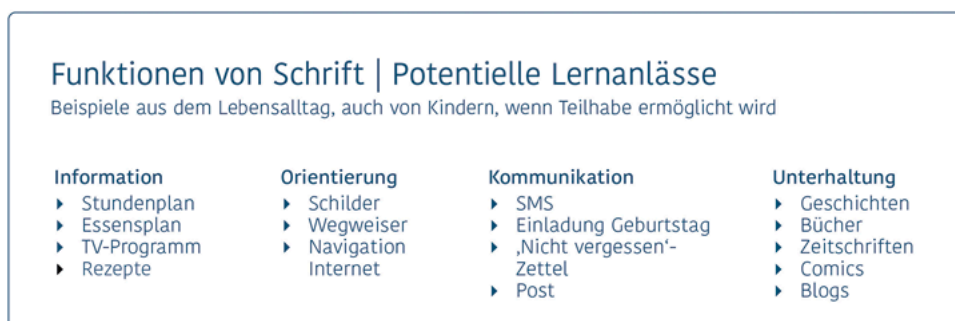 Funktionen von Schrift | Potentielle Lernanlässe
Beispiele aus dem Lebensalltag, auch von Kindern, wenn Teilhabe ermöglicht wird
Information
Stundenplan
Essensplan
TV-Programm
Rezepte
Orientierung
Schilder
Wegweiser
Navigation
Internet
Kommunikation
SMS
Einladung Geburtstag
‚Nicht vergessen‘-
Zettel
Post
Unterhaltung
Geschichten
Bücher
Zeitschriften
Comics
Blogs